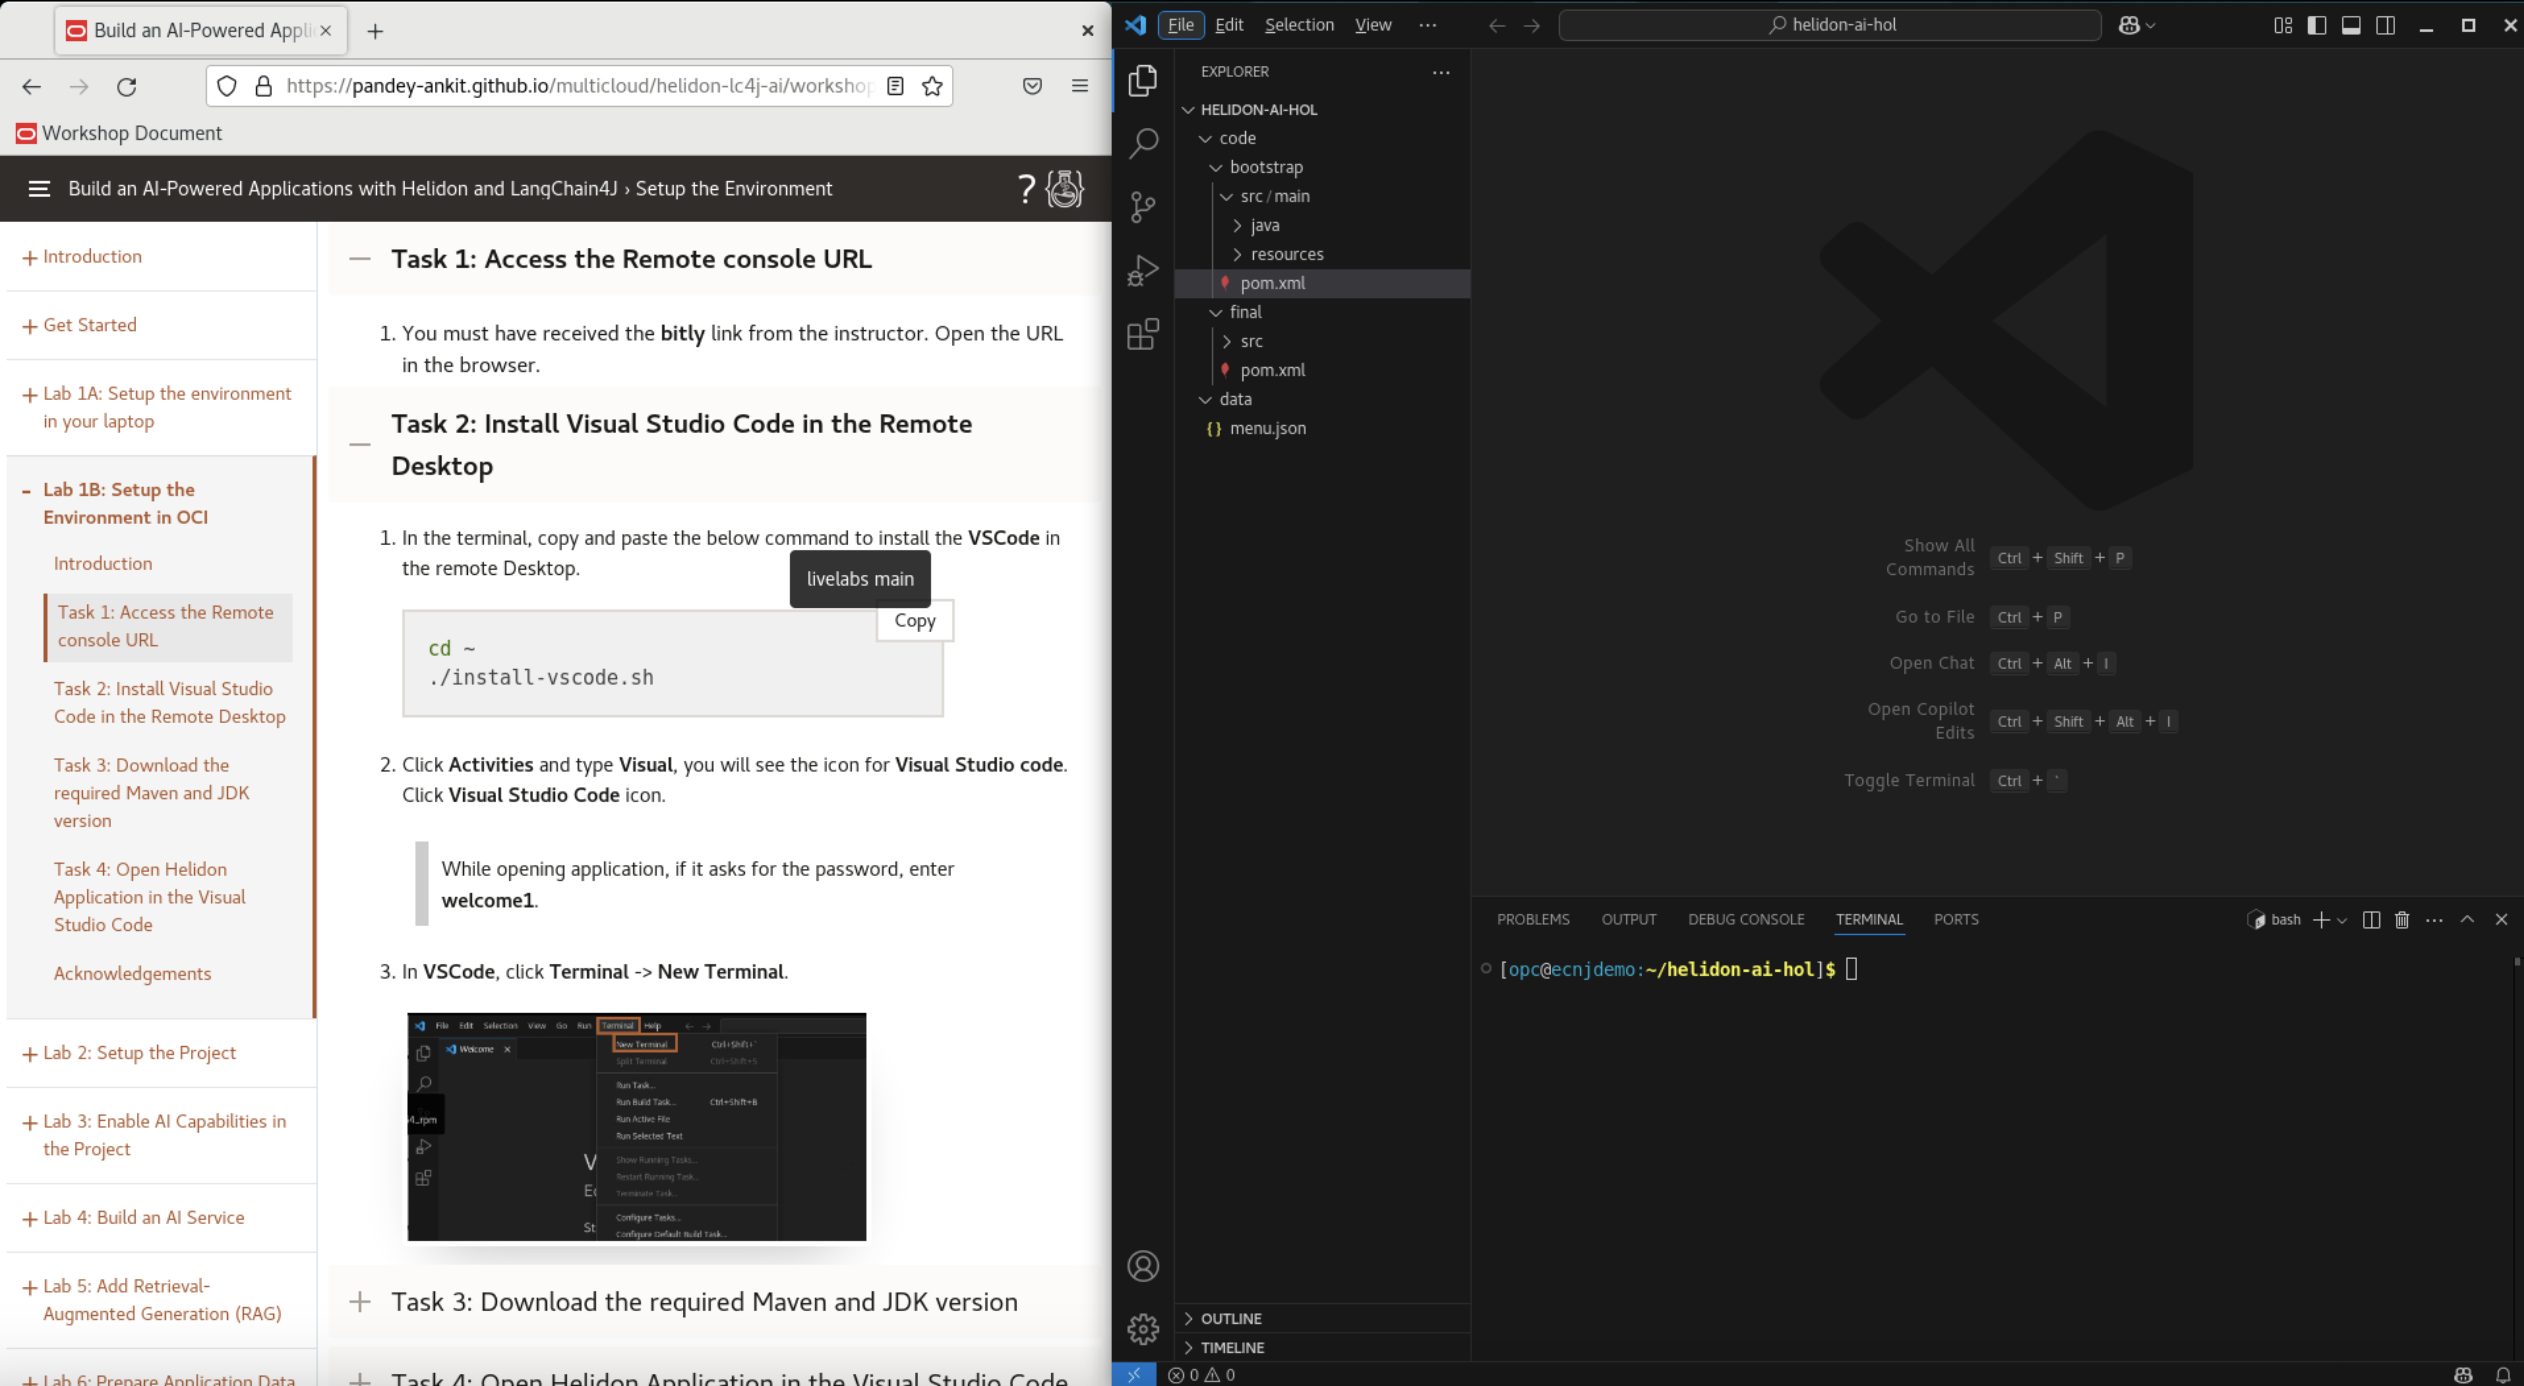 Build an AI-Powered Appli
https://pandey-ankit.github.io/multicloud/helidon-lc4j-ai/workshop
Workshop Document
Build an AI-Powered Applications with Helidon and LangChain4J › Setup the Environment
?
+ Introduction
+ Get Started
+ Lab 1A: Setup the environment
in your laptop
- Lab 1B: Setup the
Environment in OCI
Introduction
Task 1: Access the Remote
console URL
Task 2: Install Visual Studio
Code in the Remote Desktop
Task 3: Download the
required Maven and JDK
version
Task 4: Open Helidon
Application in the Visual
Studio Code
Acknowledgements
+ Lab 2: Setup the Project
+ Lab 3: Enable AI Capabilities in
the Project
+ Lab 4: Build an AI Service
+ Lab 5: Add Retrieval-
Augmented Generation (RAG)
+ Lab 6: Prepare Application Data
Task 1: Access the Remote console URL
1. You must have received the bitly link from the instructor. Open the URL
in the browser.
Task 2: Install Visual Studio Code in the Remote
Desktop
1. In the terminal, copy and paste the below command to install the VSCode in
the remote Desktop.
livelabs main
Copy
cd ~
./install-vscode.sh
2. Click Activities and type Visual, you will see the icon for Visual Studio code.
Click Visual Studio Code icon.
While opening application, if it asks for the password, enter
welcome1.
3. In VSCode, click Terminal -> New Terminal.
File Edit Selection View Go Run Terminal Help
Welcome
New Terminal Ctrl+Shift+`
Split Terminal Ctrl+Shift+5
Run Task...
Run Build Task... Ctrl+Shift+B
Run Active File
Run Selected Text
Show Running Tasks...
Restart Running Task...
Terminate Task...
Configure Tasks...
Configure Default Build Task...
4_rpm
V
Ed
St
Task 3: Download the required Maven and JDK version
Task 4: Open Helidon Application in the Visual Studio Code
File Edit Selection View ···
helidon-ai-hol
EXPLORER
HELIDON-AI-HOL
code
bootstrap
src / main
java
resources
pom.xml
final
src
pom.xml
data
{} menu.json
OUTLINE
TIMELINE
Show All
Commands
Ctrl + Shift + P
Go to File Ctrl + P
Open Chat Ctrl + Alt + I
Open Copilot
Edits
Ctrl + Shift + Alt + I
Toggle Terminal Ctrl + `
PROBLEMS OUTPUT DEBUG CONSOLE TERMINAL PORTS
bash
[opc@ecnjdemo:~/helidon-ai-hol]$
0 0